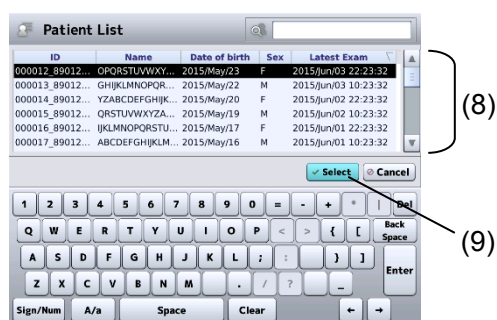 Patient List
ID Name Date of birth Sex Latest Exam
000012_89012... OPQRSTUVWXY... 2015/May/23 F 2015/Jun/03 22:23:32
000013_89012... GHIJKLMNOPQR... 2015/May/22 M 2015/Jun/03 10:23:32
000014_89012... YZABCDEFGHIJK... 2015/May/20 F 2015/Jun/02 22:23:32
000015_89012... QRSTUVWXYZA... 2015/May/19 M 2015/Jun/02 10:23:32
000016_89012... IJKLMNOPQRSTU... 2015/May/17 F 2015/Jun/01 22:23:32
000017_89012... ABCDEFGHIJKLM... 2015/May/16 M 2015/Jun/01 10:23:32
(8)
Select Cancel
1 2 3 4 5 6 7 8 9 0 = - + * | Del
Q W E R T Y U I O P < > { [ Back Space
(9)
A S D F G H J K L ; : } ] Enter
Z X C V B N M . / ? _
Sign/Num A/a Space Clear ← →